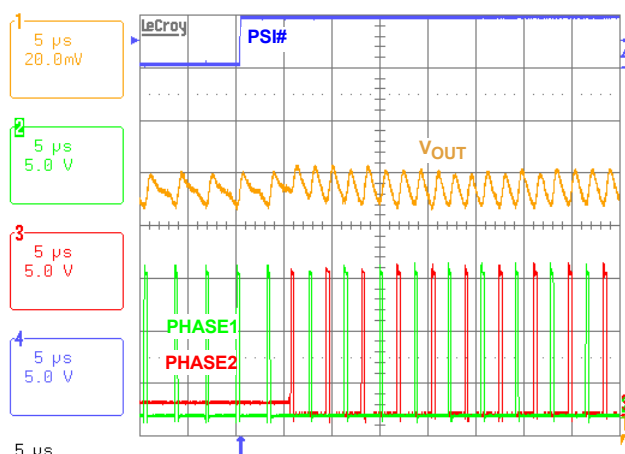 1
5 µs
20.0mV
2
5 µs
5.0 V
3
5 µs
5.0 V
4
5 µs
5.0 V
5 µs
LeCroy
PSI#
VOUT
PHASE1
PHASE2